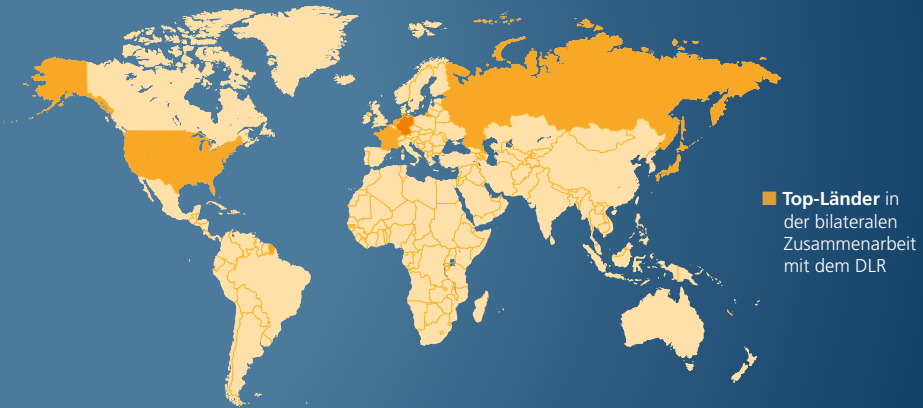 Top-Länder in
der bilateralen
Zusammenarbeit
mit dem DLR